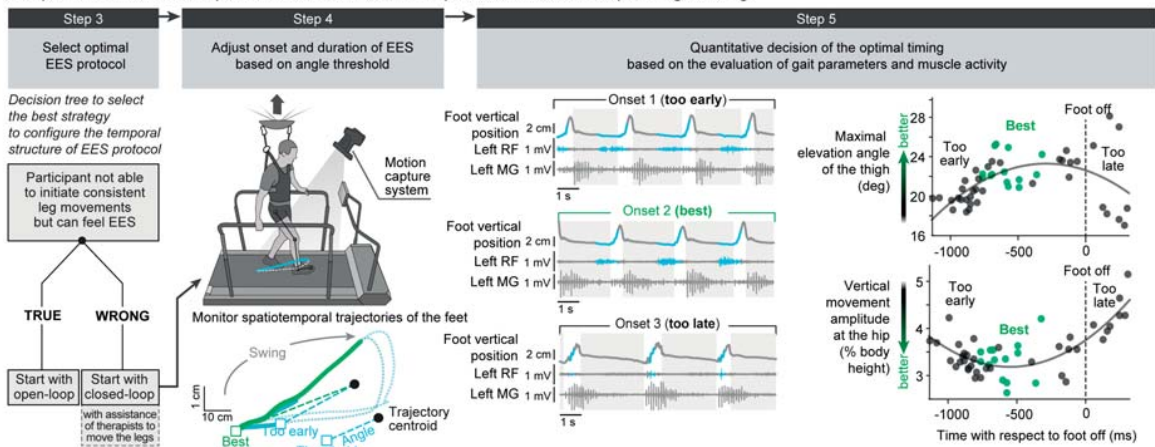 Step 3
Select optimal
EES protocol
Decision tree to select
the best strategy
to configure the temporal
structure of EES protocol
Participant not able
to initiate consistent
leg movements
but can feel EES
TRUE
WRONG
Start with
open-loop
Start with
closed-loop
with assistance
of therapists to
move the legs
Step 4
Adjust onset and duration of EES
based on angle threshold
Motion
capture
system
Monitor spatiotemporal trajectories of the feet
Swing
1 cm
10 cm
Best
Too early
Angle
Trajectory
centroid
Step 5
Quantitative decision of the optimal timing
based on the evaluation of gait parameters and muscle activity
Onset 1 (too early)
Foot vertical
position
2 cm
Left RF
1 mV
Left MG
1 mV
1 s
Onset 2 (best)
Foot vertical
position
2 cm
Left RF
1 mV
Left MG
1 mV
1 s
Onset 3 (too late)
Foot vertical
position
2 cm
Left RF
1 mV
Left MG
1 mV
1 s
Maximal
elevation angle
of the thigh
(deg)
better
28
24
20
16
Too
early
Best
Foot off
Too
late
-1000
-500
0
Vertical
movement
amplitude
at the hip
(% body
height)
better
5
4
3
Too
early
Best
Foot off
Too
late
-1000
-500
0
Time with respect to foot off (ms)